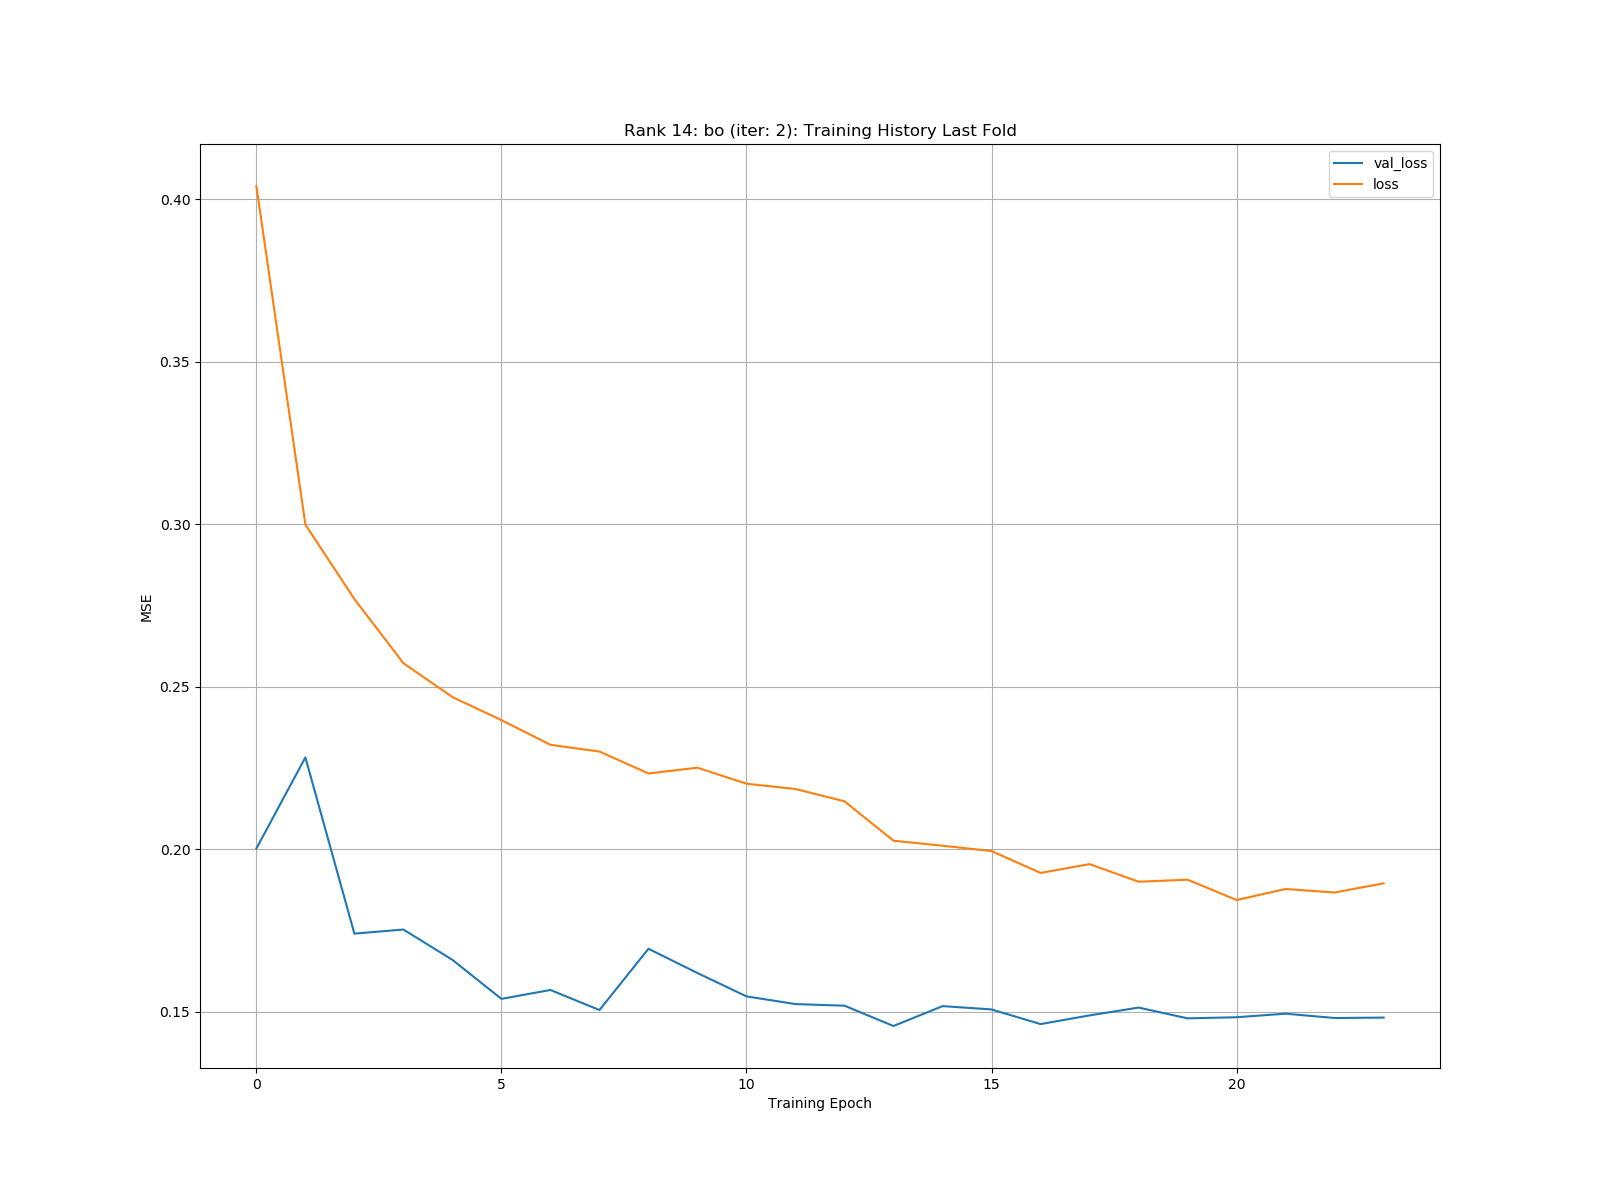 Rank 14: bo (iter: 2): Training History Last Fold
val_loss
loss
0.40
0.35
0.30
0.25
0.20
0.15
MSE
0 5 10 15 20
Training Epoch